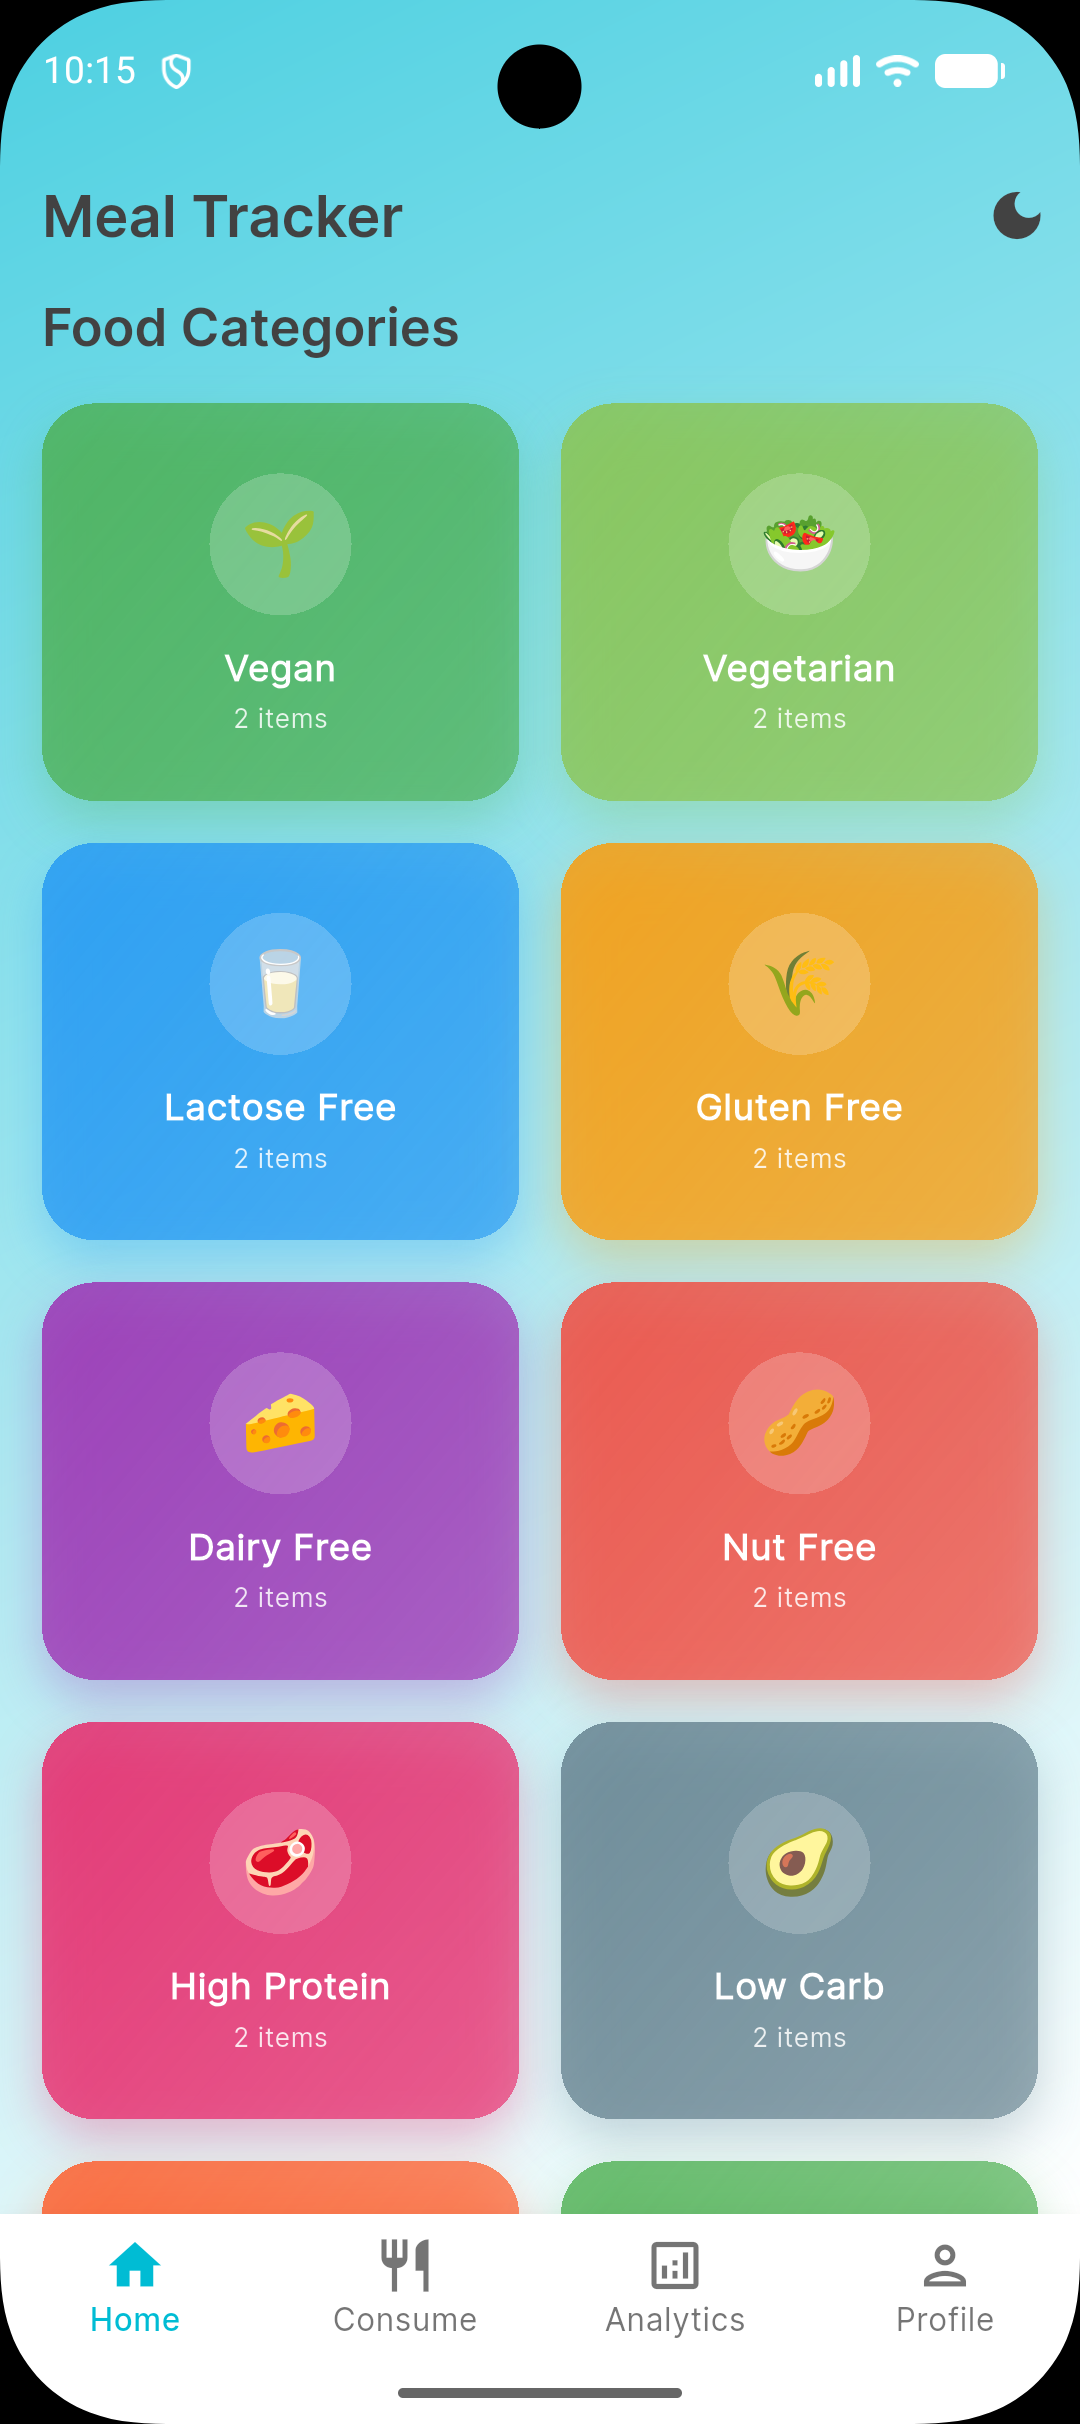 10:15
Meal Tracker
Food Categories
Vegan
2 items
Vegetarian
2 items
Lactose Free
2 items
Gluten Free
2 items
Dairy Free
2 items
Nut Free
2 items
High Protein
2 items
Low Carb
2 items
Home
Consume
Analytics
Profile